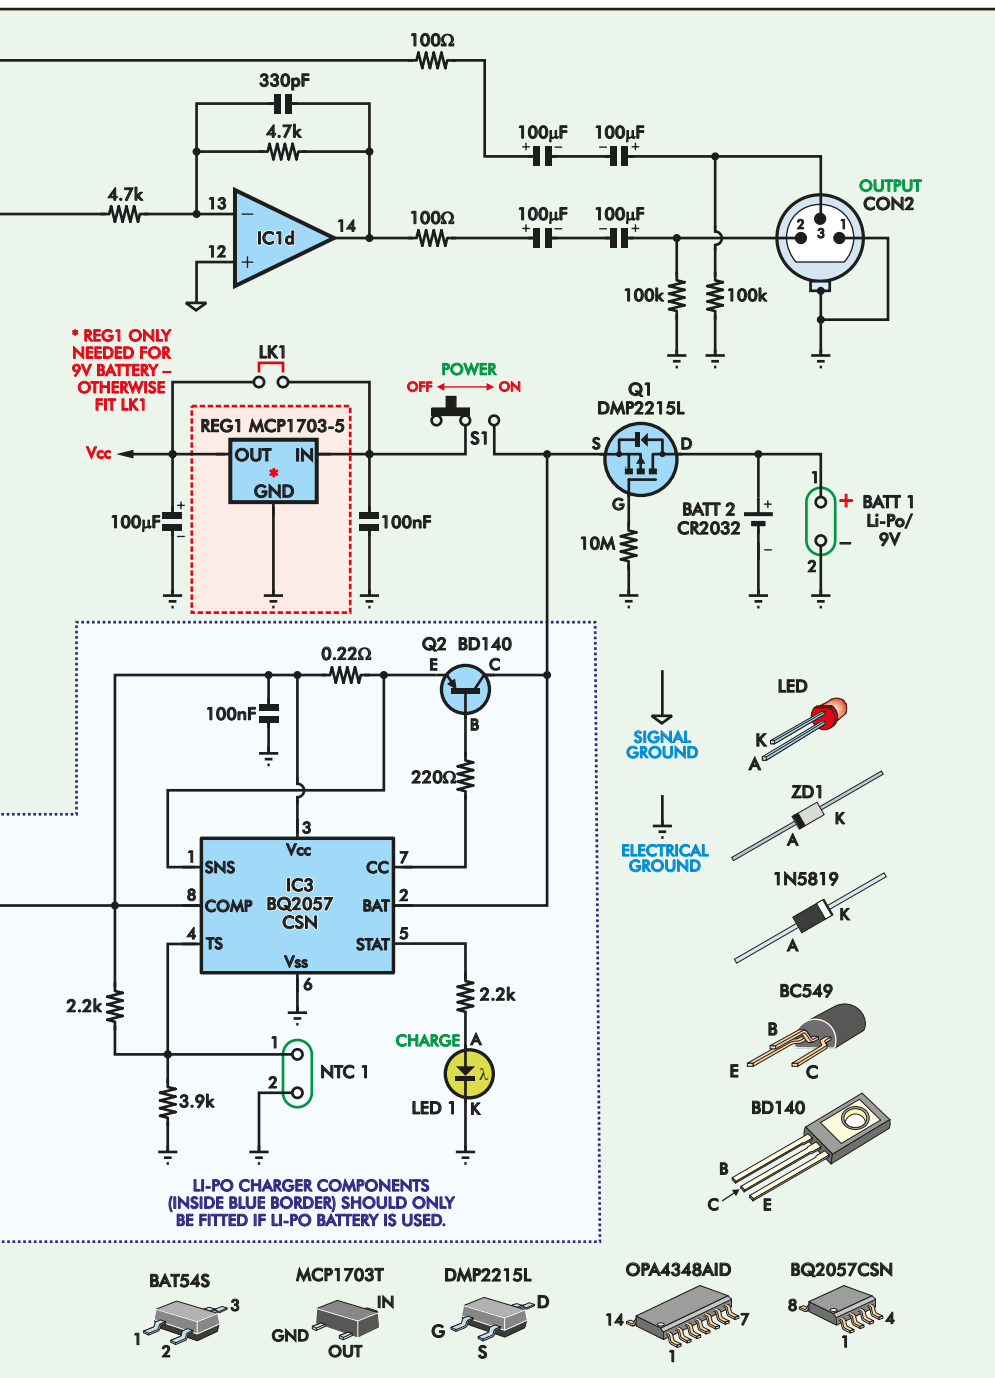 100Ω
330pF
4.7k
100µF
100µF
+
–
–
+
4.7k
13
–
IC1d
14
12
+
100Ω
100µF
100µF
+
–
–
+
OUTPUT
CON2
2
3
1
100k
100k
* REG1 ONLY
NEEDED FOR
9V BATTERY –
OTHERWISE
FIT LK1
LK1
POWER
OFF
ON
S1
REG1 MCP1703-5
Vcc
OUT
IN
*
GND
100µF
+
–
100nF
Q1
DMP2215L
S
D
G
10M
BATT 2
CR2032
+
–
1
+
–
2
BATT 1
Li-Po/
9V
Q2 BD140
E
C
B
0.22Ω
100nF
220Ω
3
Vcc
1
SNS
CC
7
8
COMP
IC3
BQ2057
CSN
BAT
2
4
TS
STAT
5
Vss
6
2.2k
2.2k
1
2
NTC 1
3.9k
CHARGE
A
λ
LED 1
K
LI-PO CHARGER COMPONENTS
(INSIDE BLUE BORDER) SHOULD ONLY
BE FITTED IF LI-PO BATTERY IS USED.
SIGNAL
GROUND
ELECTRICAL
GROUND
LED
K
A
ZD1
K
A
1N5819
K
A
BC549
B
E
C
BD140
B
C
E
BAT54S
3
1
2
MCP1703T
IN
GND
OUT
DMP2215L
D
G
S
OPA4348AID
14
7
1
BQ2057CSN
8
4
1